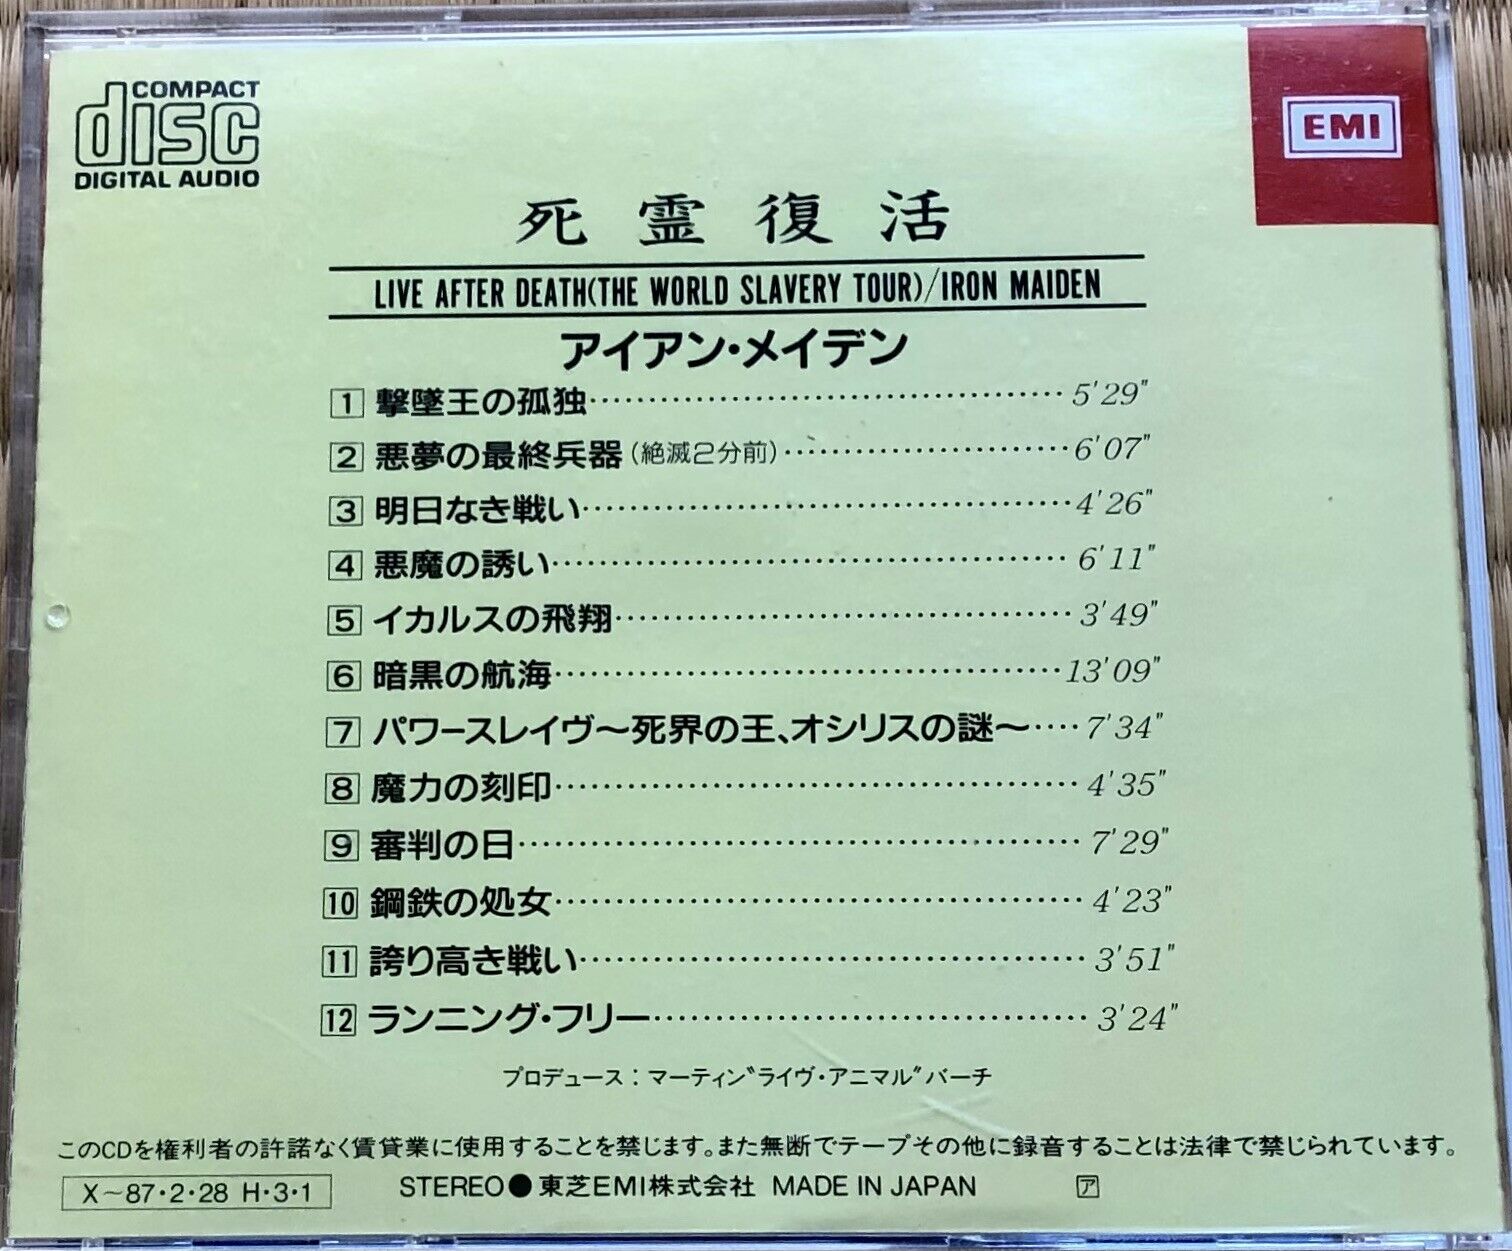 COMPACT
disc
DIGITAL AUDIO
EMI
死霊復活
LIVE AFTER DEATH(THE WORLD SLAVERY TOUR)/IRON MAIDEN
アイアン・メイデン
1 撃墜王の孤独……………………………………5'29"
2 悪夢の最終兵器(絶滅2分前)………………………6'07"
3 明日なき戦い……………………………………4'26"
4 悪魔の誘い………………………………………6'11"
5 イカルスの飛翔…………………………………3'49"
6 暗黒の航海………………………………………13'09"
7 パワースレイヴ〜死界の王、オシリスの謎〜……7'34"
8 魔力の刻印………………………………………4'35"
9 審判の日…………………………………………7'29"
10 鋼鉄の処女………………………………………4'23"
11 誇り高き戦い……………………………………3'51"
12 ランニング・フリー……………………………3'24"
プロデュース：マーティン〝ライヴ・アニマル〞バーチ
このCDを権利者の許諾なく賃貸業に使用することを禁じます。また無断でテープその他に録音することは法律で禁じられています。
X〜87・2・28 H・3・1
STEREO●東芝EMI株式会社 MADE IN JAPAN ア